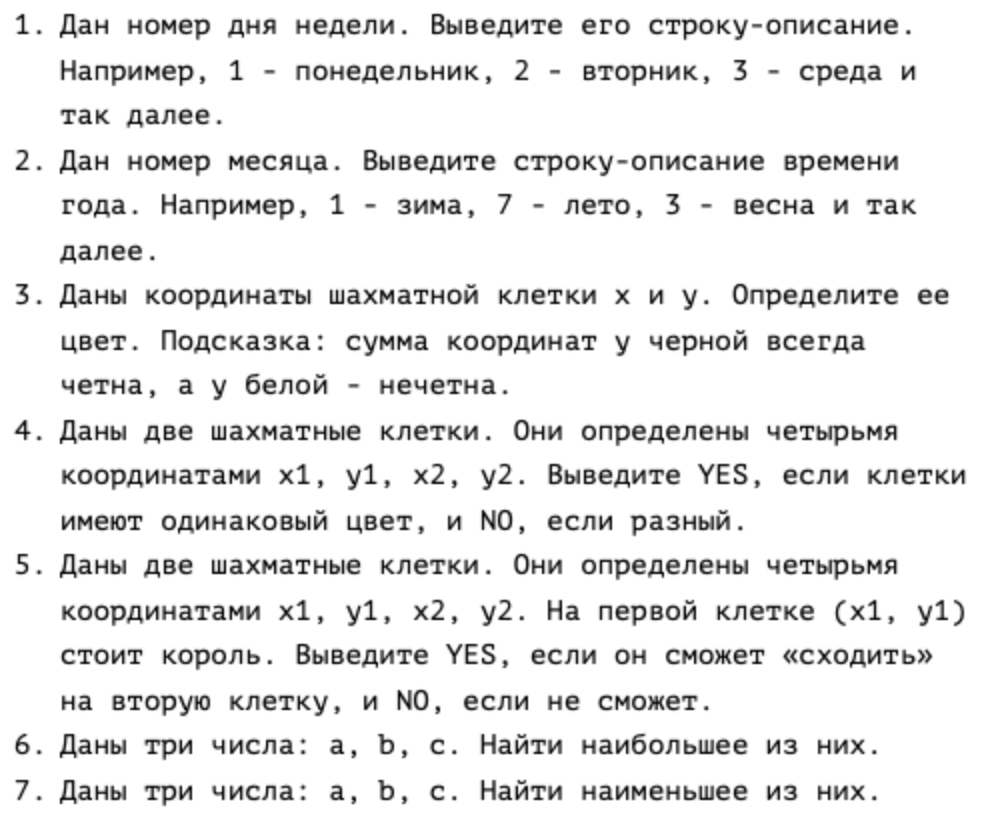 1. Дан номер дня недели. Выведите его строку-описание.
Например, 1 - понедельник, 2 - вторник, 3 - среда и
так далее.
2. Дан номер месяца. Выведите строку-описание времени
года. Например, 1 - зима, 7 - лето, 3 - весна и так
далее.
3. Даны координаты шахматной клетки x и y. Определите ее
цвет. Подсказка: сумма координат у черной всегда
четна, а у белой - нечетна.
4. Даны две шахматные клетки. Они определены четырьмя
координатами x1, y1, x2, y2. Выведите YES, если клетки
имеют одинаковый цвет, и NO, если разный.
5. Даны две шахматные клетки. Они определены четырьмя
координатами x1, y1, x2, y2. На первой клетке (x1, y1)
стоит король. Выведите YES, если он сможет «сходить»
на вторую клетку, и NO, если не сможет.
6. Даны три числа: a, b, c. Найти наибольшее из них.
7. Даны три числа: a, b, c. Найти наименьшее из них.